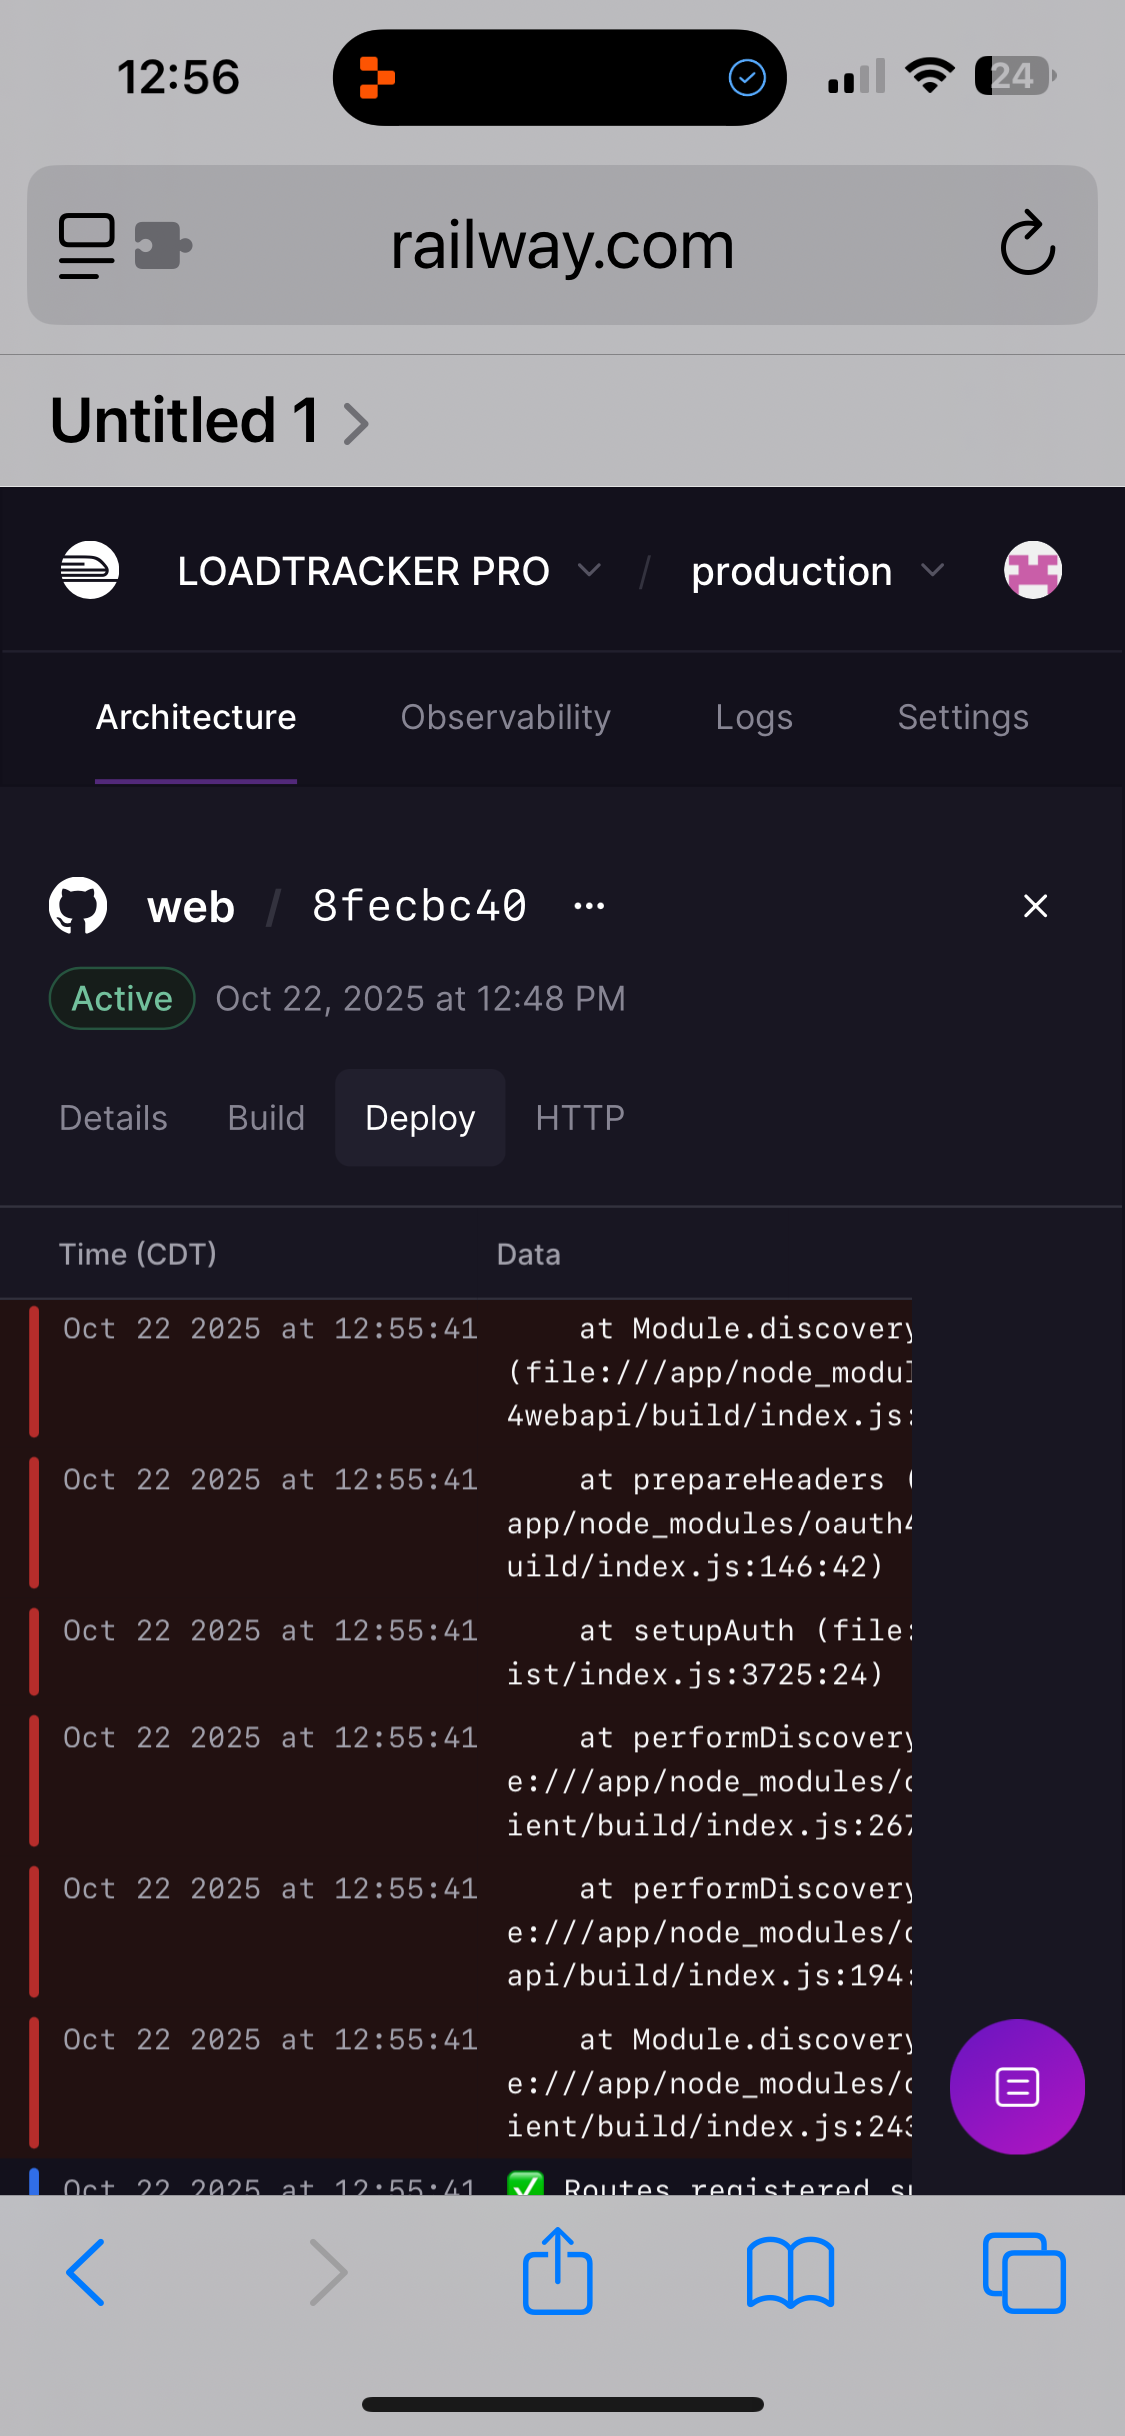 12:56
24
railway.com
Untitled 1
LOADTRACKER PRO / production
Architecture Observability Logs Settings
web / 8fecbc40 ...
Active Oct 22, 2025 at 12:48 PM
Details Build Deploy HTTP
Time (CDT) Data
Oct 22 2025 at 12:55:41 at Module.discovery
(file:///app/node_modul
4webapi/build/index.js:
Oct 22 2025 at 12:55:41 at prepareHeaders (
app/node_modules/oauth4
uild/index.js:146:42)
Oct 22 2025 at 12:55:41 at setupAuth (file:
ist/index.js:3725:24)
Oct 22 2025 at 12:55:41 at performDiscovery
e:///app/node_modules/o
ient/build/index.js:267
Oct 22 2025 at 12:55:41 at performDiscovery
e:///app/node_modules/o
api/build/index.js:194:
Oct 22 2025 at 12:55:41 at Module.discovery
e:///app/node_modules/o
ient/build/index.js:243
Oct 22 2025 at 12:55:41 ✅ Routes registered su